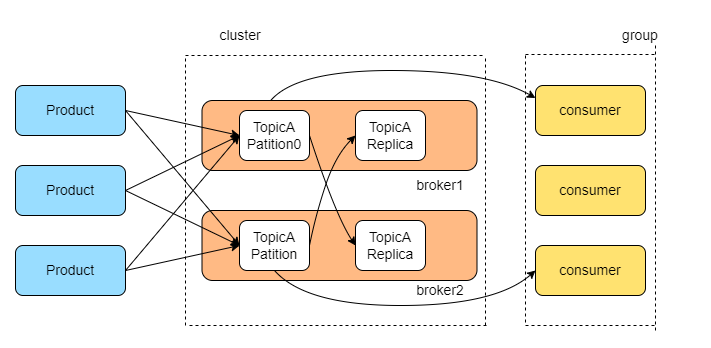 cluster
group
Product
TopicA
Patition0
TopicA
Replica
consumer
broker1
Product
consumer
Product
TopicA
Patition
TopicA
Replica
consumer
broker2